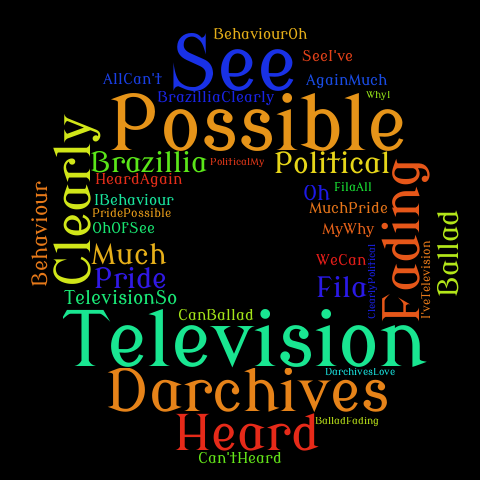 BehaviourOh
See
SeeI've
AllCan't
AgainMuch
BrazilliaClearly
WhyI
Possible
Clearly
Brazillia
PoliticalMy
Political
HeardAgain
Fading
Behaviour
IBehaviour
Oh
FilaAll
PridePossible
MuchPride
OhOfSee
MyWhy
Ballad
Much
WeCan
ClearlyPolitical
I'veTelevision
Pride
Fila
TelevisionSo
CanBallad
Television
DarchivesLove
Darchives
Heard
BalladFading
Can'tHeard